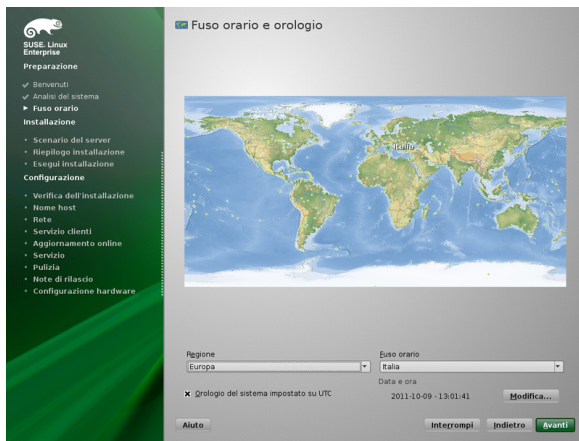 SUSE. Linux
Enterprise
Preparazione
Benvenuti
Analisi del sistema
Fuso orario
Installazione
Scenario del server
Riepilogo installazione
Esegui installazione
Configurazione
Verifica dell'installazione
Nome host
Rete
Servizio clienti
Aggiornamento online
Servizio
Pulizia
Note di rilascio
Configurazione hardware
Fuso orario e orologio
Italia
Regione
Fuso orario
Europa
Italia
Data e ora
Orologio del sistema impostato su UTC
2011-10-09 - 13:01:41
Modifica...
Aiuto
Interrompi
Indietro
Avanti